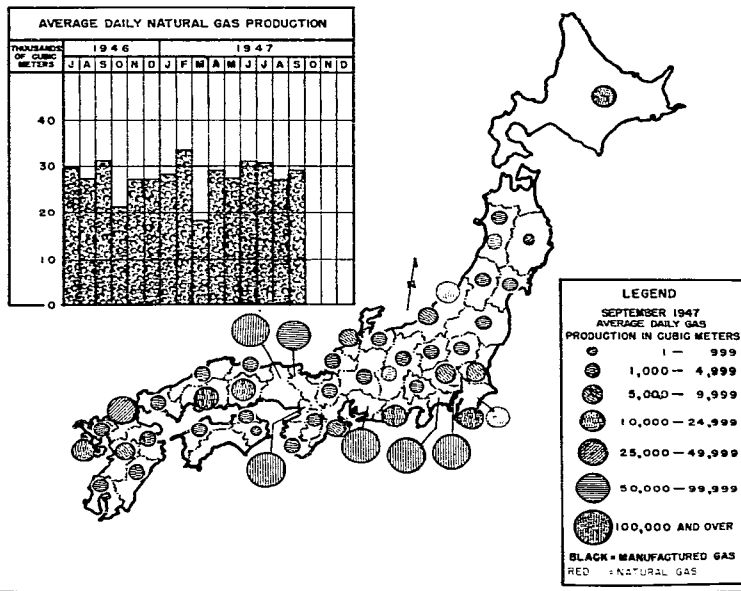 AVERAGE DAILY NATURAL GAS PRODUCTION
THOUSANDS
OF CUBIC
METERS
1946 1947
J A S O N D J F M A M J J A S O N D
40
30
20
10
0
N
LEGEND
SEPTEMBER 1947
AVERAGE DAILY GAS
PRODUCTION IN CUBIC METERS
1 — 999
1,000 — 4,999
5,000 — 9,999
10,000 — 24,999
25,000 — 49,999
50,000 — 99,999
100,000 AND OVER
BLACK = MANUFACTURED GAS
RED = NATURAL GAS